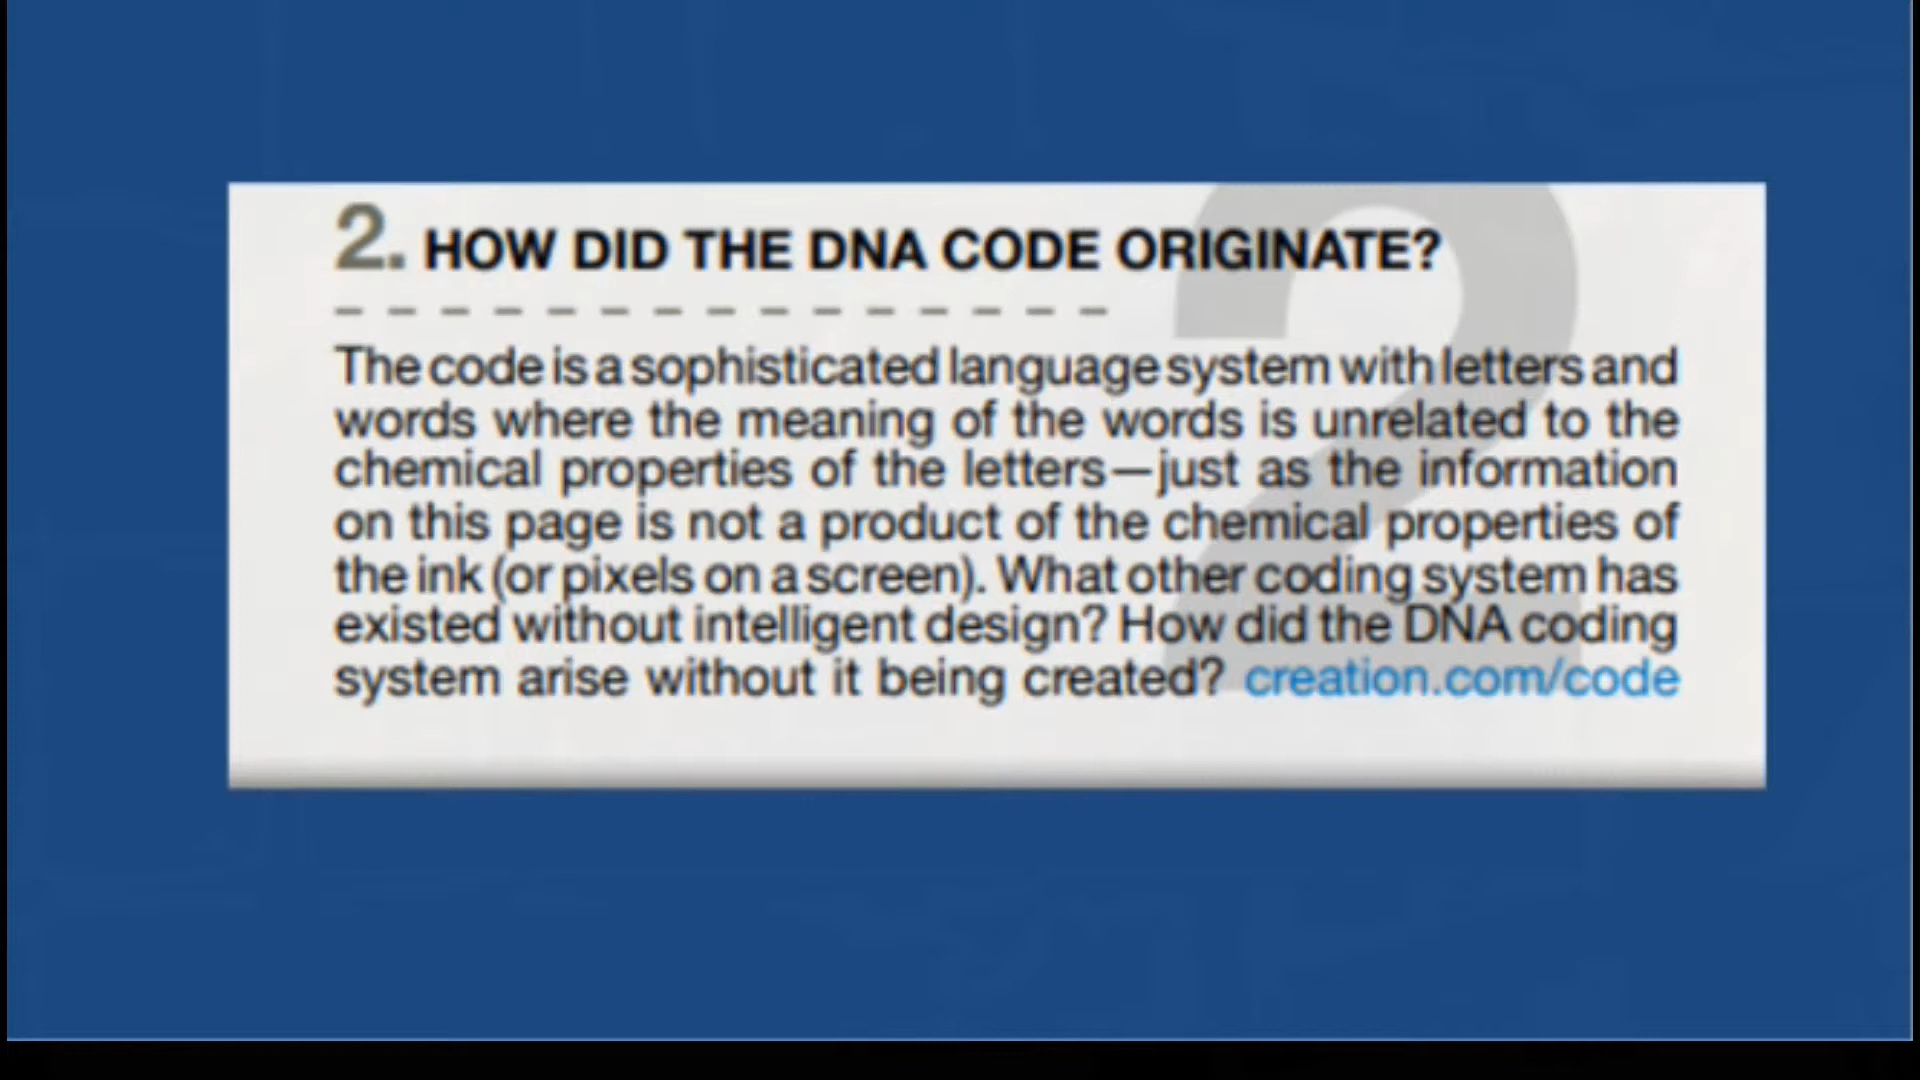 2. HOW DID THE DNA CODE ORIGINATE?
The code is a sophisticated language system with letters and
words where the meaning of the words is unrelated to the
chemical properties of the letters—just as the information
on this page is not a product of the chemical properties of
the ink (or pixels on a screen). What other coding system has
existed without intelligent design? How did the DNA coding
system arise without it being created? creation.com/code